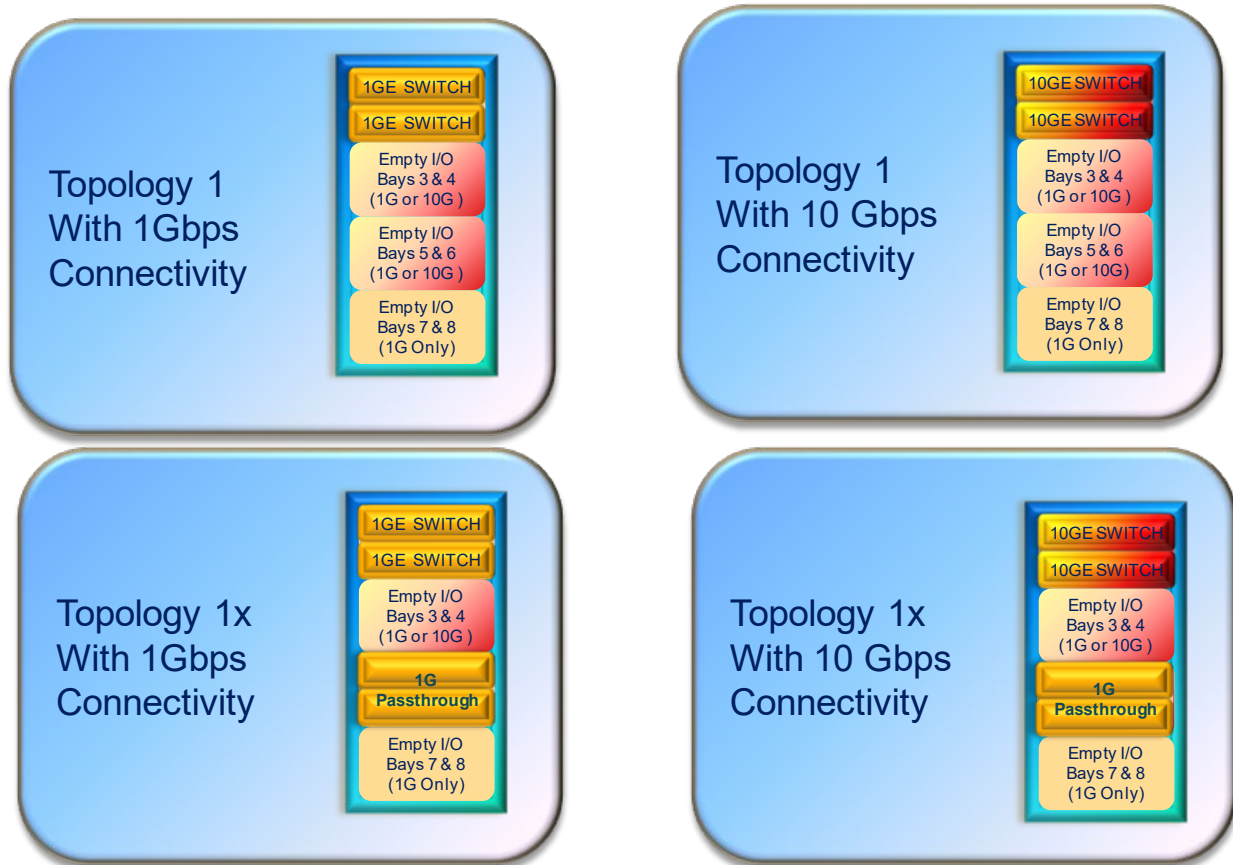 Topology 1
With 1Gbps
Connectivity
1GE SWITCH
1GE SWITCH
Empty I/O
Bays 3 & 4
(1G or 10G )
Empty I/O
Bays 5 & 6
(1G or 10G )
Empty I/O
Bays 7 & 8
(1G Only)
Topology 1
With 10 Gbps
Connectivity
10GE SWITCH
10GE SWITCH
Empty I/O
Bays 3 & 4
(1G or 10G )
Empty I/O
Bays 5 & 6
(1G or 10G)
Empty I/O
Bays 7 & 8
(1G Only)
Topology 1x
With 1Gbps
Connectivity
1GE SWITCH
1GE SWITCH
Empty I/O
Bays 3 & 4
(1G or 10G )
1G
Passthrough
Empty I/O
Bays 7 & 8
(1G Only)
Topology 1x
With 10 Gbps
Connectivity
10GE SWITCH
10GE SWITCH
Empty I/O
Bays 3 & 4
(1G or 10G )
1G
Passthrough
Empty I/O
Bays 7 & 8
(1G Only)